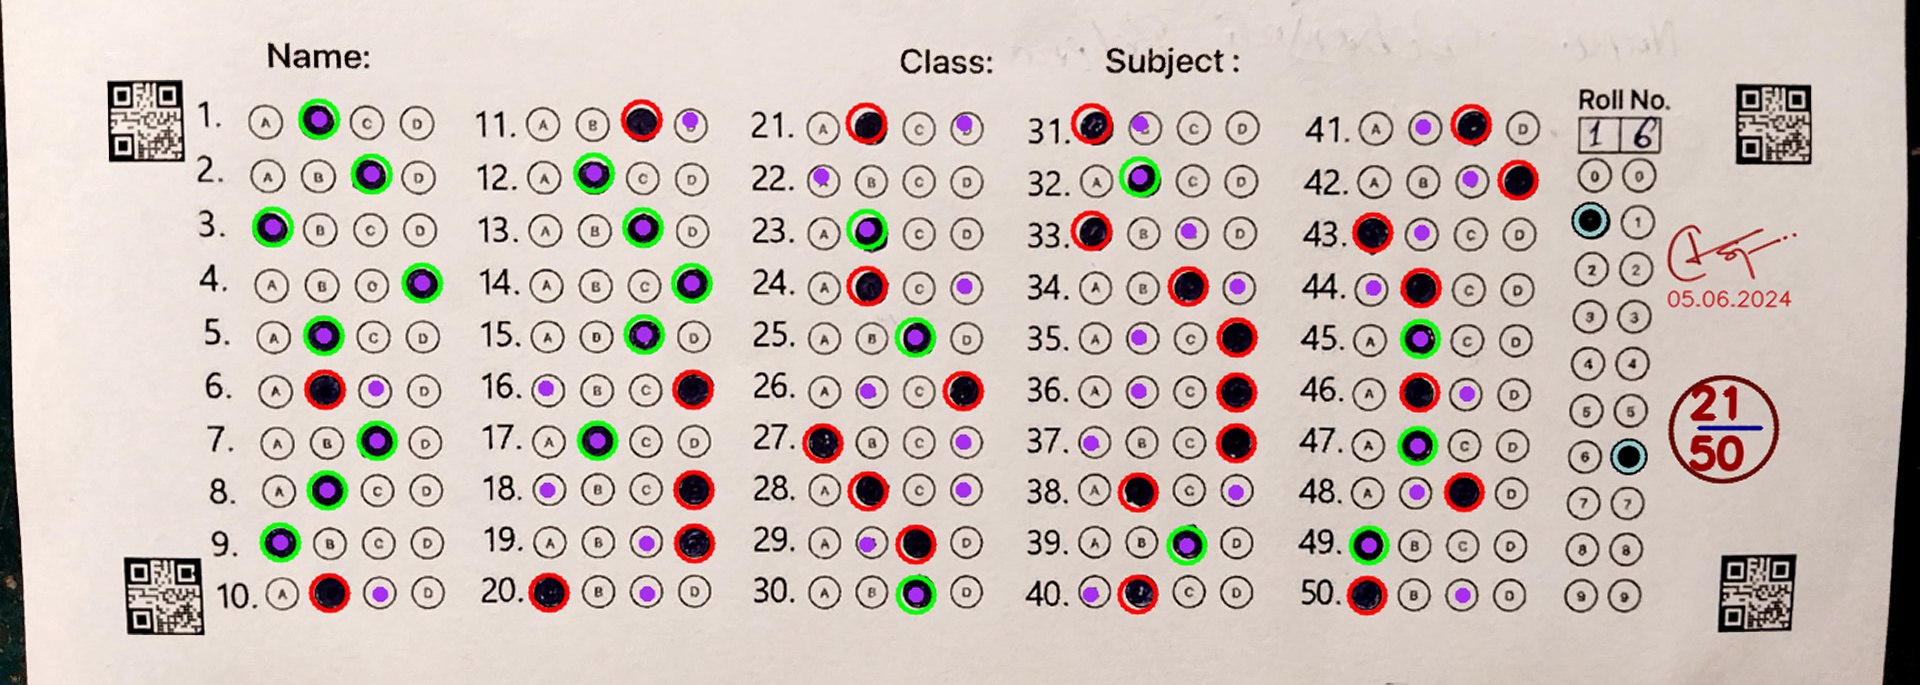 Name: Class: Subject :
1. A C D 11. A B 21. A C 31. C D 41. A D
2. A B D 12. A C D 22. B C D 32. A C D 42. A B
3. B C D 13. A B D 23. A C D 33. B D 43. C D
4. A B C 14. A B C 24. A C 34. A B 44. C D
5. A C D 15. A B D 25. A B D 35. A C 45. A C D
6. A D 16. B C 26. A C 36. A C 46. A D
7. A B D 17. A C D 27. B C 37. B C 47. A C D
8. A C D 18. B C 28. A C 38. A C 48. A D
9. B C D 19. A B 29. A D 39. A B D 49. B C D
10. A D 20. B D 30. A B D 40. C D 50. B D
Roll No.
1 6
0 0
1
2 2
3 3
4 4
5 5
6
7 7
8 8
9 9
05.06.2024
21
50